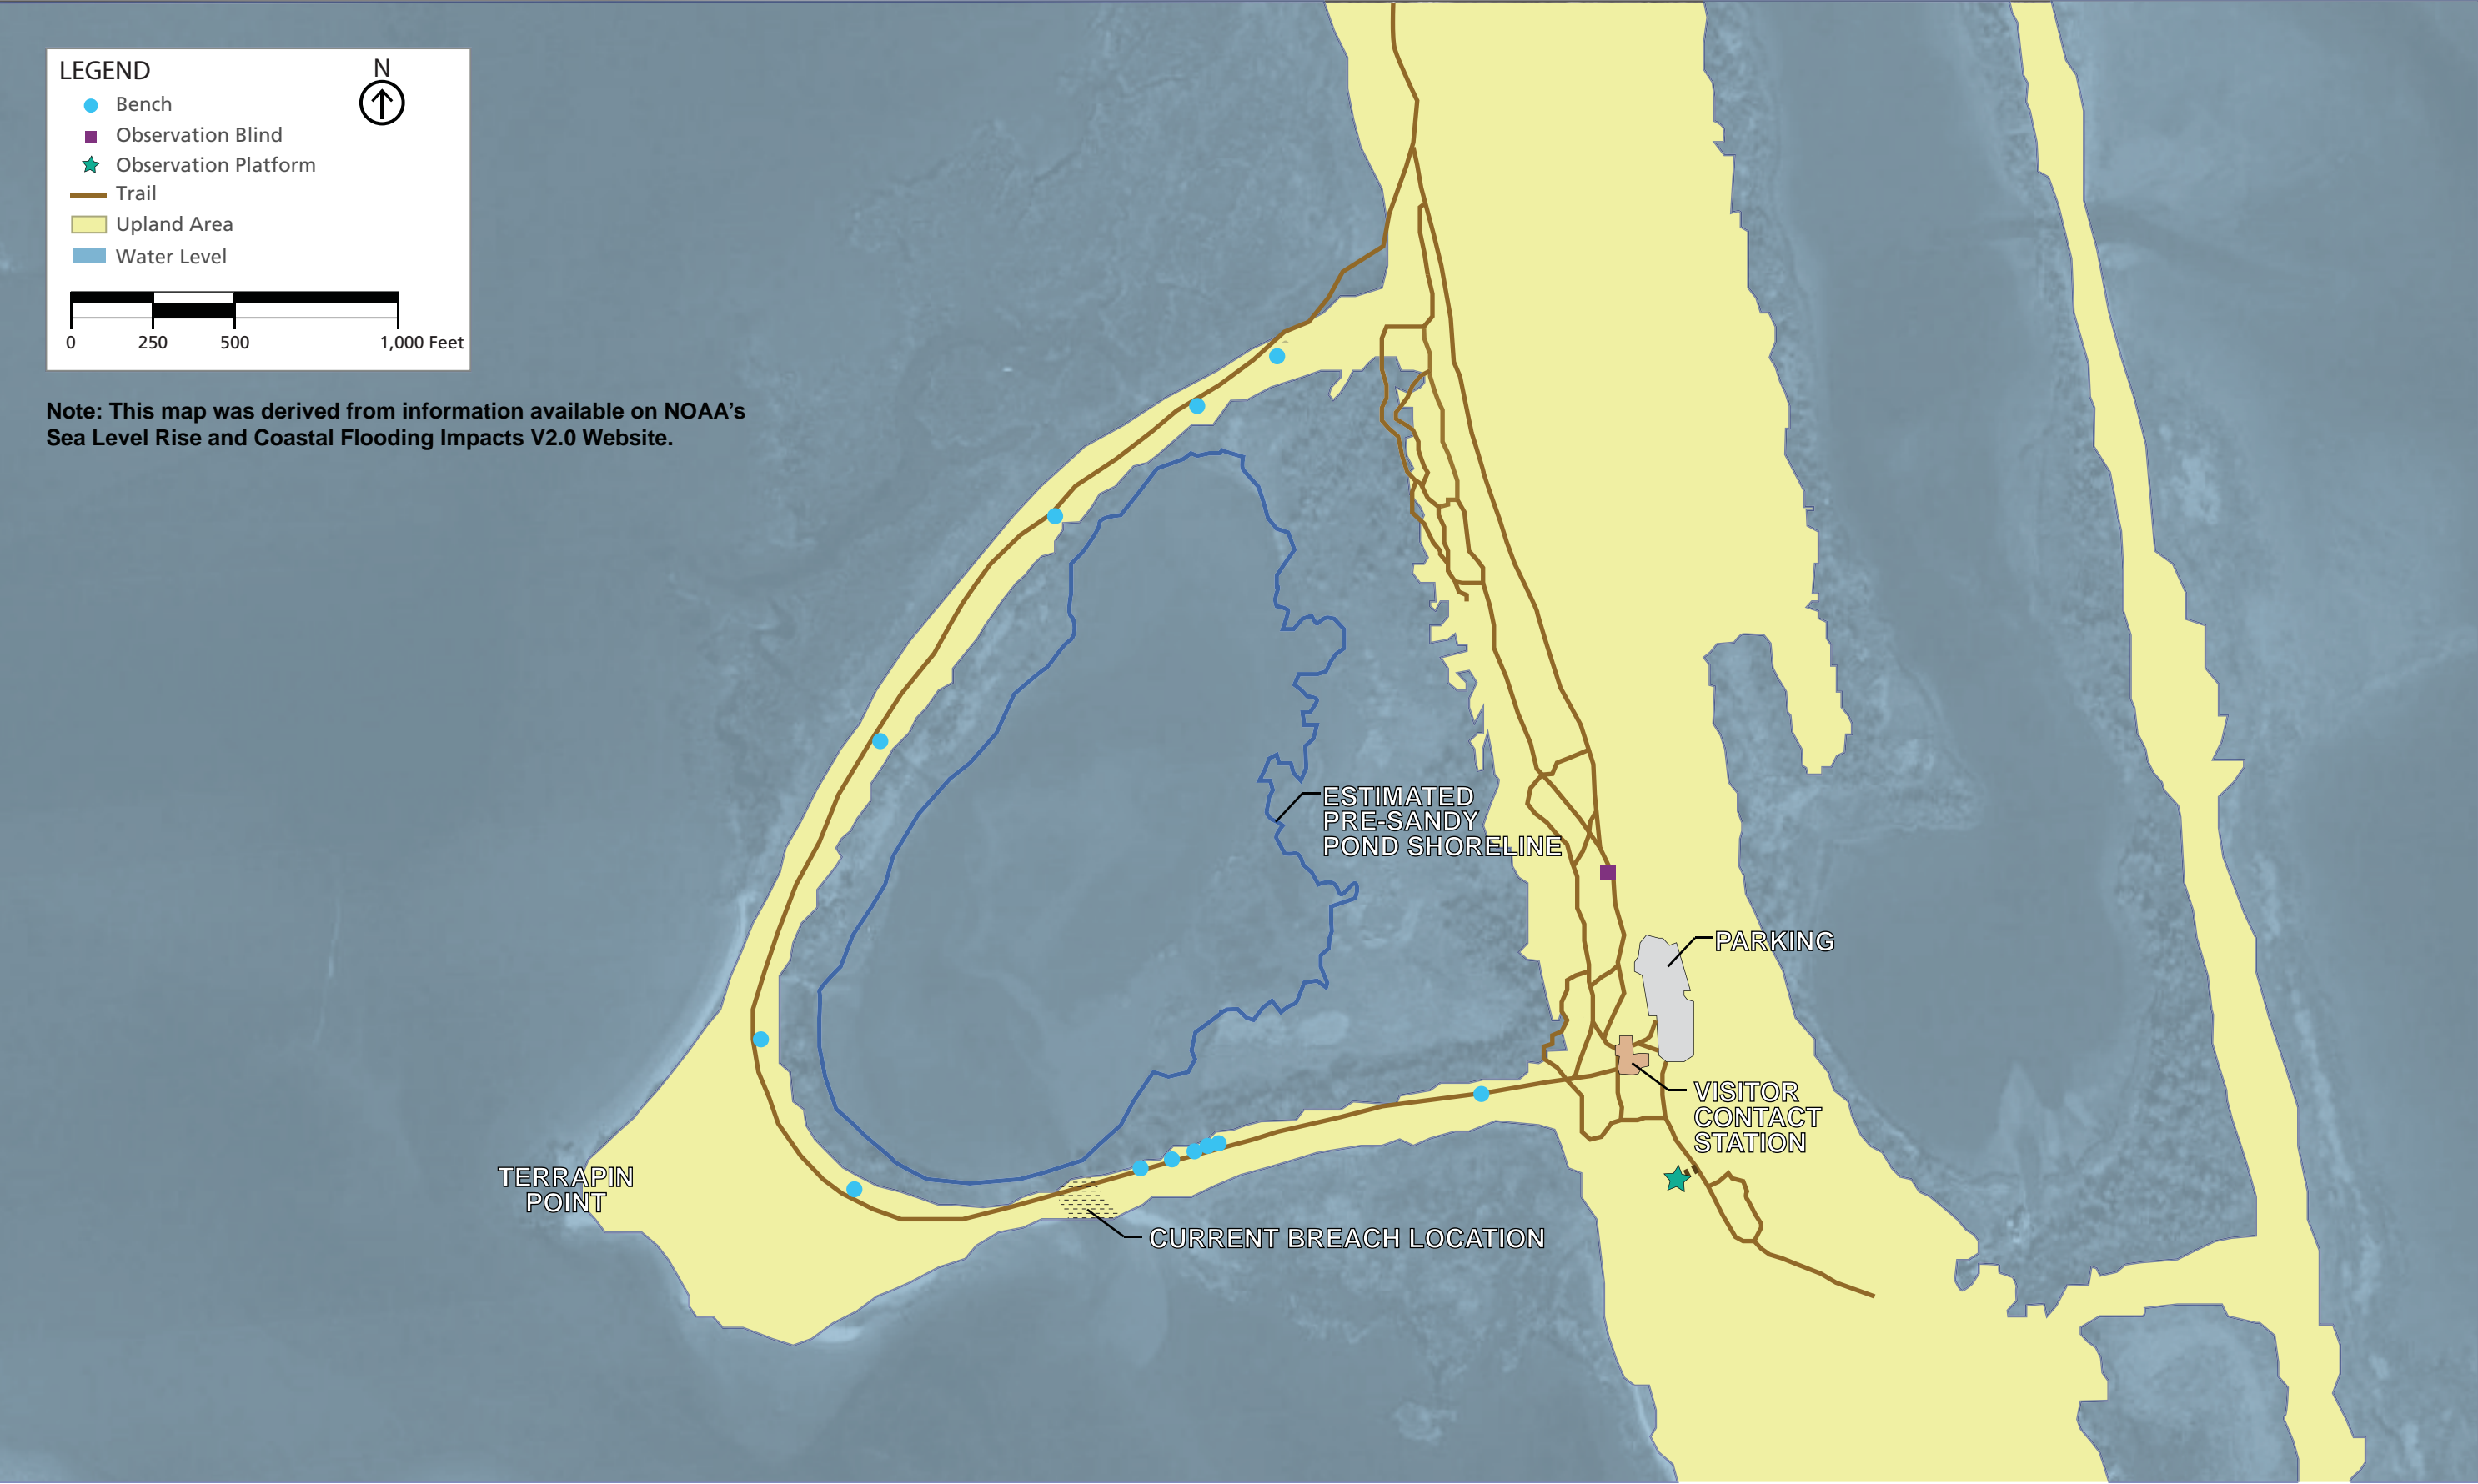 LEGEND
N
Bench
Observation Blind
Observation Platform
Trail
Upland Area
Water Level
0 250 500 1,000 Feet
Note: This map was derived from information available on NOAA’s
Sea Level Rise and Coastal Flooding Impacts V2.0 Website.
ESTIMATED
PRE-SANDY
POND SHORELINE
PARKING
VISITOR
CONTACT
STATION
TERRAPIN
POINT
CURRENT BREACH LOCATION